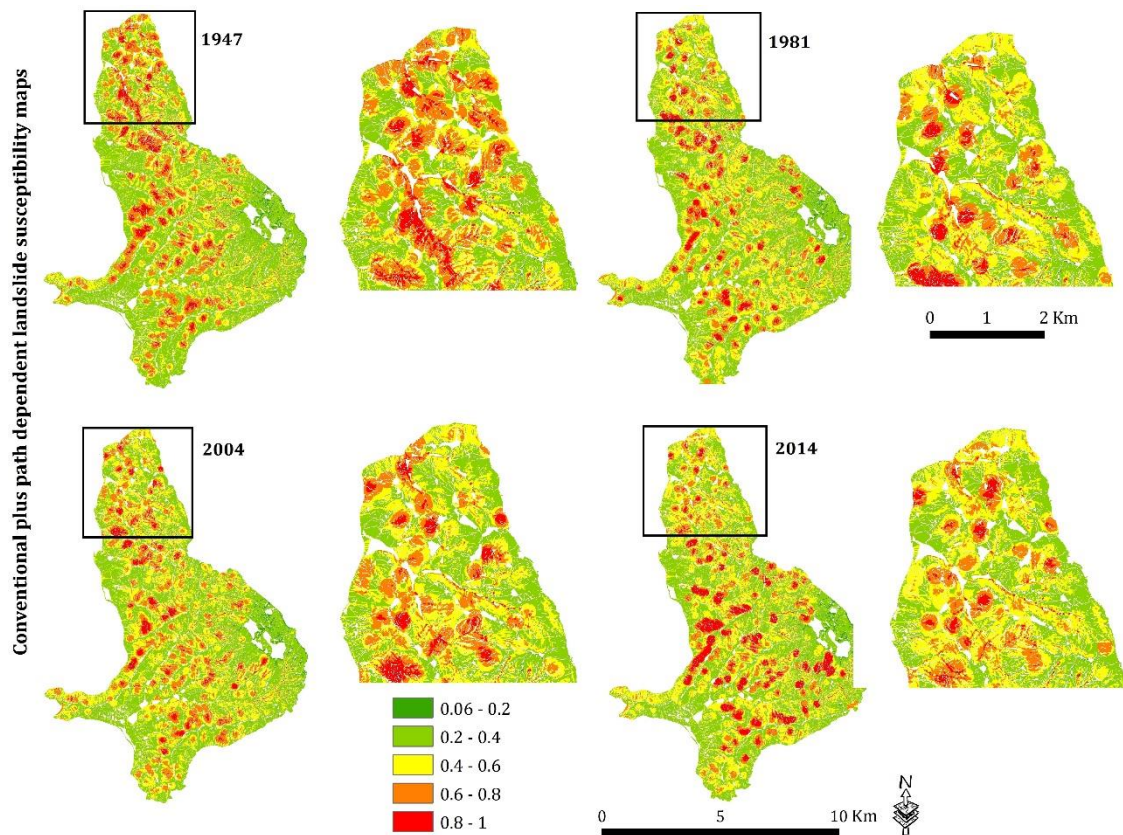 Conventional plus path dependent landslide susceptibility maps
1947
1981
0 1 2 Km
2004
2014
0.06 - 0.2
0.2 - 0.4
0.4 - 0.6
0.6 - 0.8
0.8 - 1
N
0 5 10 Km